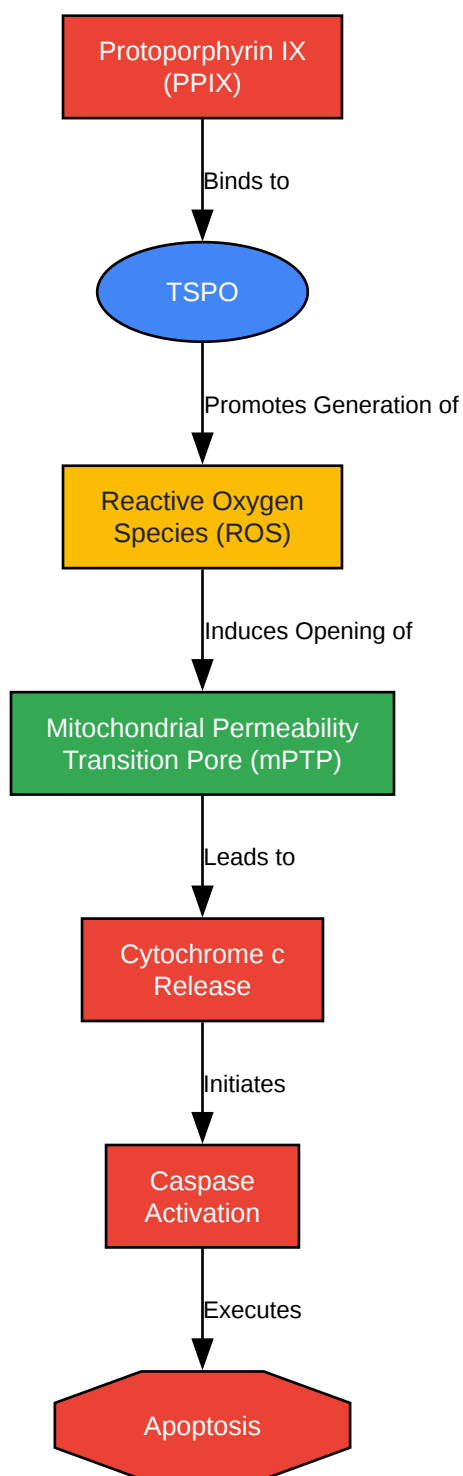 Protoporphyrin IX
(PPIX)
Binds to
TSPO
Promotes Generation of
Reactive Oxygen
Species (ROS)
Induces Opening of
Mitochondrial Permeability
Transition Pore (mPTP)
Leads to
Cytochrome c
Release
Initiates
Caspase
Activation
Executes
Apoptosis